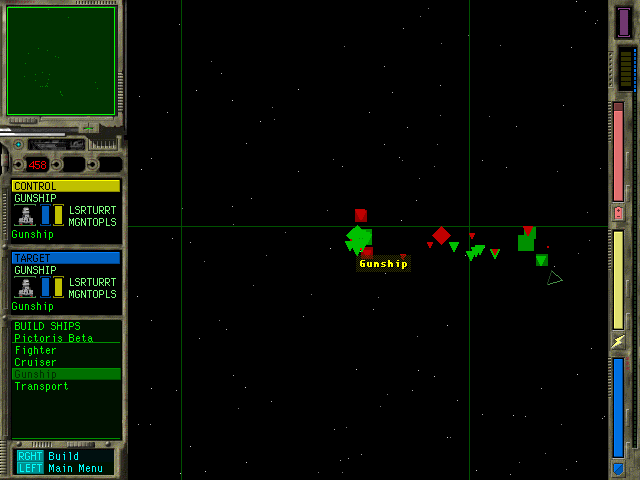 458
CONTROL
GUNSHIP
LSRTURRT
MGNTOPLS
Gunship
TARGET
GUNSHIP
LSRTURRT
MGNTOPLS
Gunship
BUILD SHIPS
Pictoris Beta
Fighter
Cruiser
Gunship
Transport
RGHT Build
LEFT Main Menu
Gunship